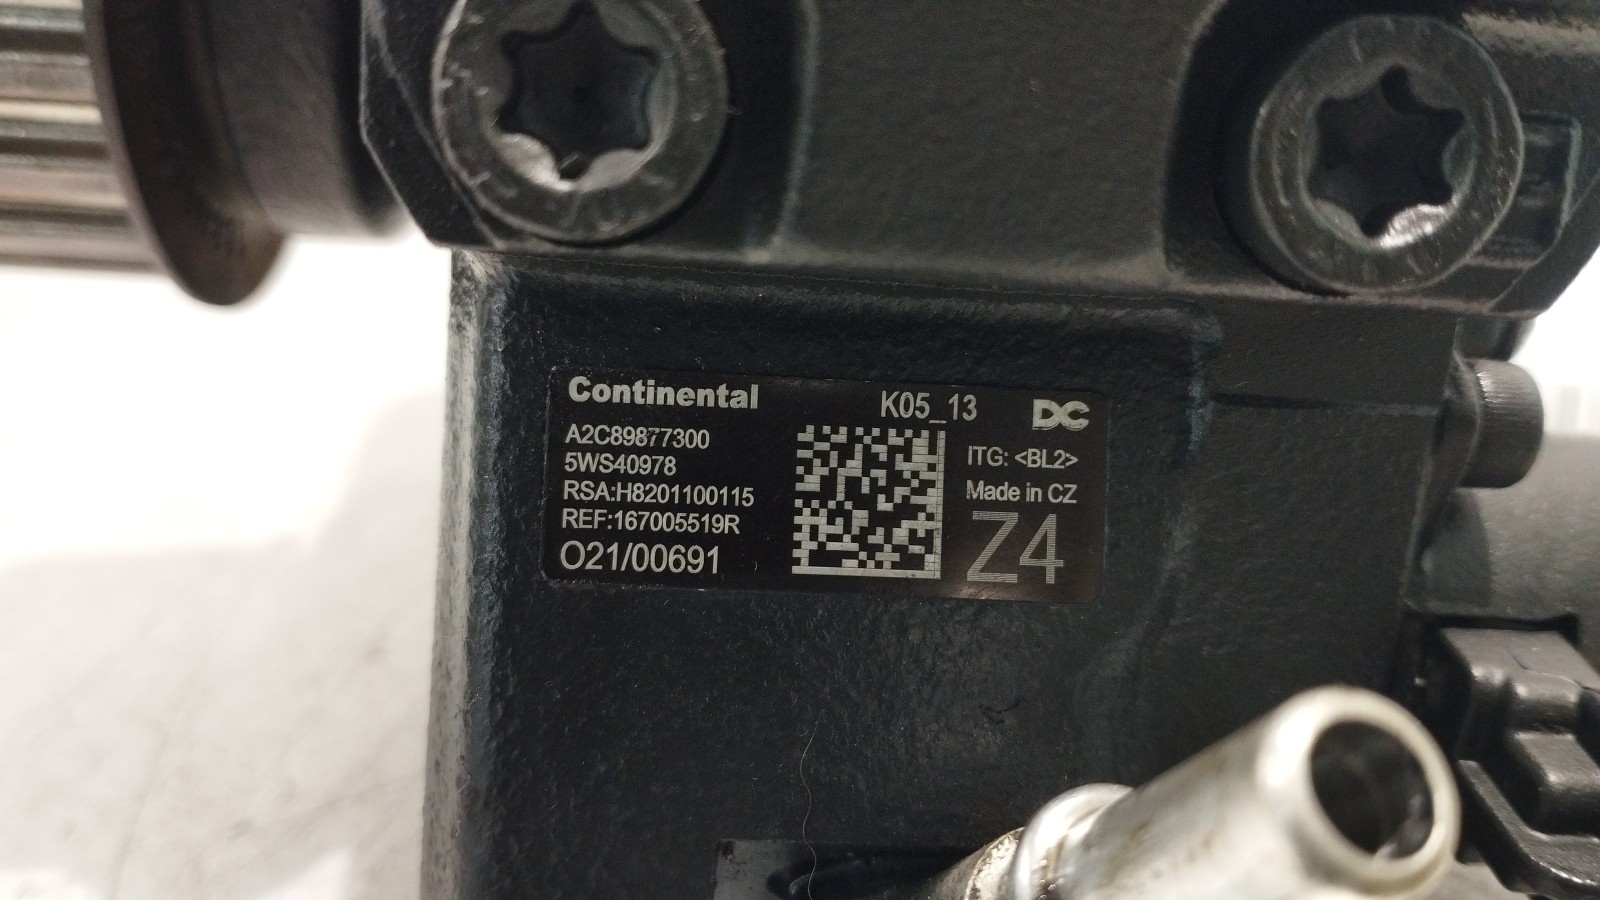 Continental
K05_13
DC
A2C89877300
5WS40978
RSA:H8201100115
REF:167005519R
O21/00691
ITG: <BL2>
Made in CZ
Z4